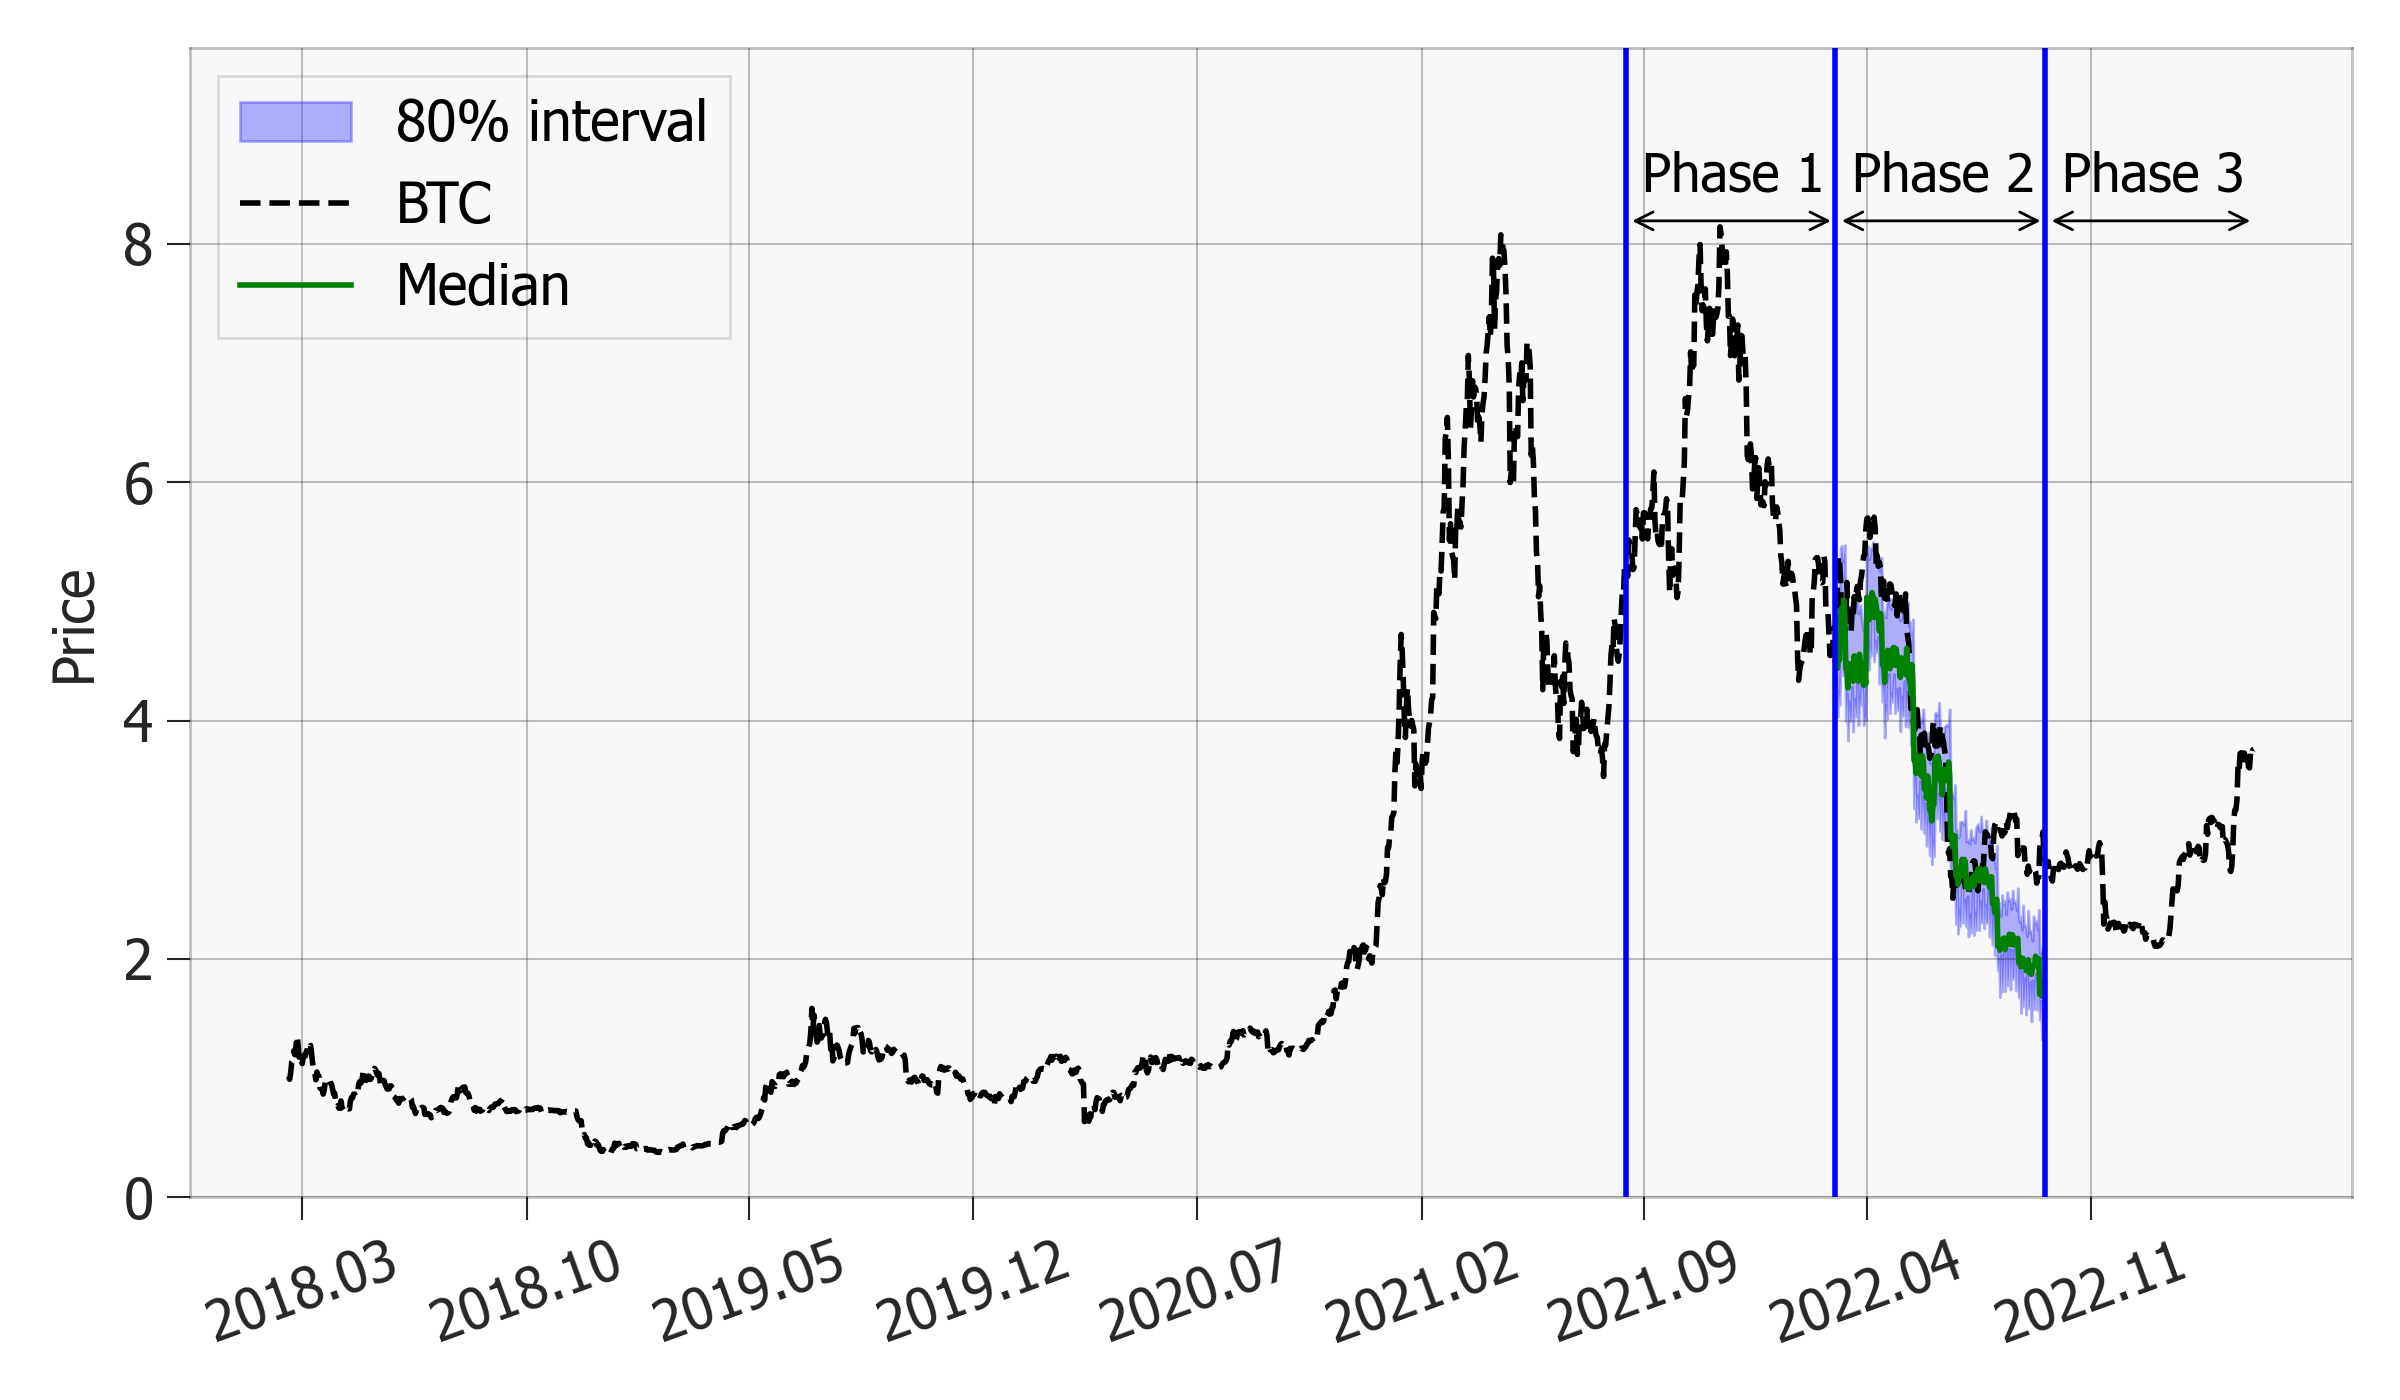 80% interval
BTC
Median
Phase 1
Phase 2
Phase 3
Price
8
6
4
2
0
2018.03
2018.10
2019.05
2019.12
2020.07
2021.02
2021.09
2022.04
2022.11